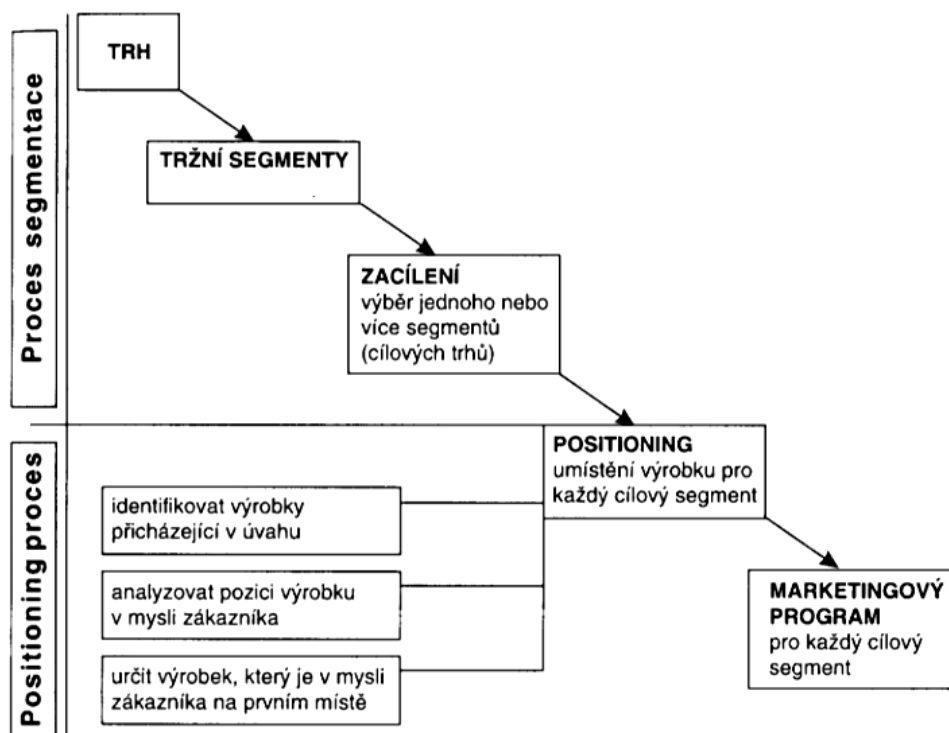 Proces segmentace
TRH
TRŽNÍ SEGMENTY
ZACÍLENÍ
výběr jednoho nebo
více segmentů
(cílových trhů)
Positioning proces
POSITIONING
umístění výrobku pro
každý cílový segment
identifikovat výrobky
přicházející v úvahu
analyzovat pozici výrobku
v mysli zákazníka
určit výrobek, který je v mysli
zákazníka na prvním místě
MARKETINGOVÝ
PROGRAM
pro každý cílový
segment